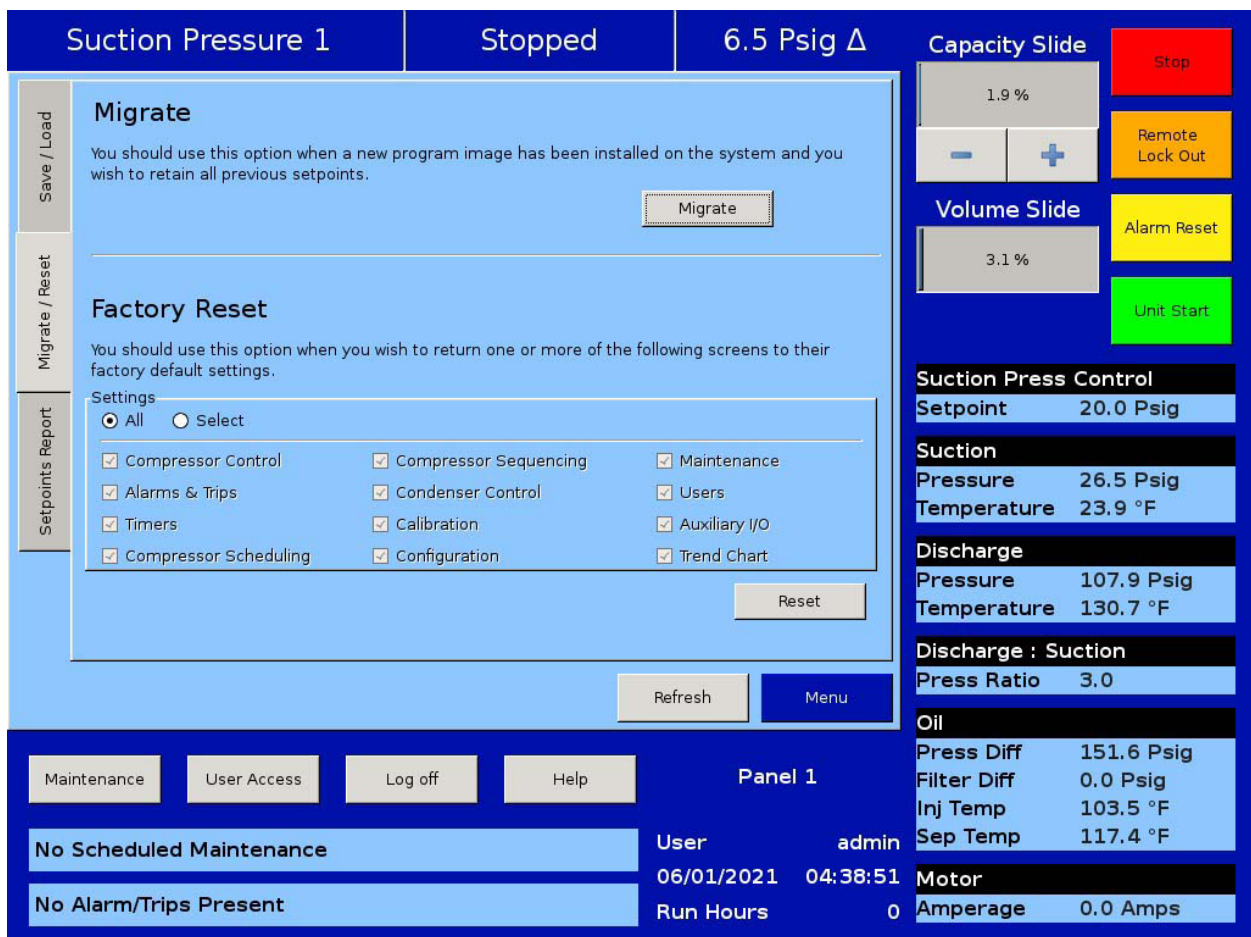 Suction Pressure 1
Stopped
6.5 Psig Δ
Save / Load
Migrate / Reset
Setpoints Report
Migrate
You should use this option when a new program image has been installed on the system and you
wish to retain all previous setpoints.
Migrate
Factory Reset
You should use this option when you wish to return one or more of the following screens to their
factory default settings.
Settings
All Select
Compressor Control Compressor Sequencing Maintenance
Alarms & Trips Condenser Control Users
Timers Calibration Auxiliary I/O
Compressor Scheduling Configuration Trend Chart
Reset
Refresh Menu
Maintenance User Access Log off Help
Panel 1
No Scheduled Maintenance
No Alarm/Trips Present
User admin
06/01/2021 04:38:51
Run Hours 0
Capacity Slide
1.9 %
Volume Slide
3.1 %
Stop
Remote
Lock Out
Alarm Reset
Unit Start
Suction Press Control
Setpoint 20.0 Psig
Suction
Pressure 26.5 Psig
Temperature 23.9 °F
Discharge
Pressure 107.9 Psig
Temperature 130.7 °F
Discharge : Suction
Press Ratio 3.0
Oil
Press Diff 151.6 Psig
Filter Diff 0.0 Psig
Inj Temp 103.5 °F
Sep Temp 117.4 °F
Motor
Amperage 0.0 Amps